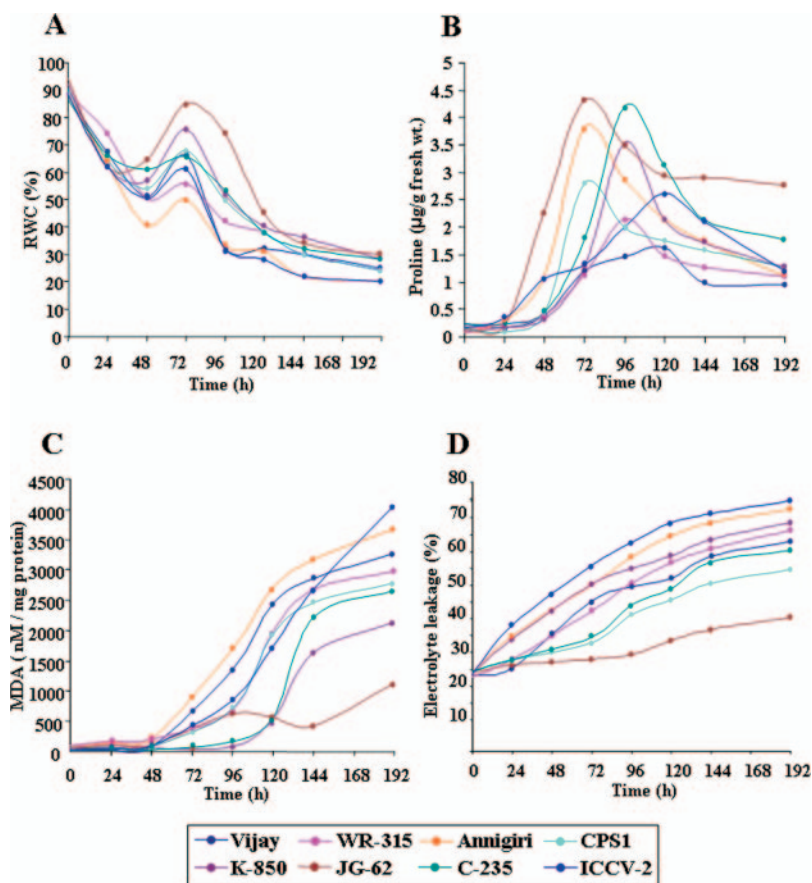 A
B
100
90
80
70
60
50
40
30
20
10
0
RWC (%)
0 24 48 72 96 120 144 168 192
Time (h)
5
4.5
4
3.5
3
2.5
2
1.5
1
0.5
0
Proline (µg/g fresh wt.)
0 24 48 72 96 120 144 168 192
Time (h)
C
D
4500
4000
3500
3000
2500
2000
1500
1000
500
0
MDA ( nM / mg protein)
0 24 48 72 96 120 144 168 192
Time (h)
80
70
60
50
40
30
20
10
Electrolyte leakage (%)
0 24 48 72 96 120 144 168 192
Time (h)
Vijay WR-315 Annigiri CPS1
K-850 JG-62 C-235 ICCV-2